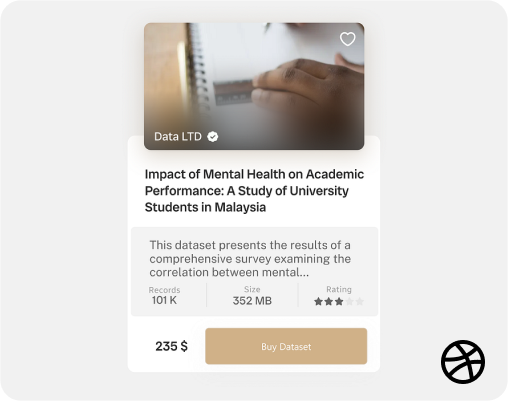 Data LTD
Impact of Mental Health on Academic
Performance: A Study of University
Students in Malaysia
This dataset presents the results of a
comprehensive survey examining the
correlation between mental...
Records Size Rating
101 K 352 MB
235 $ Buy Dataset